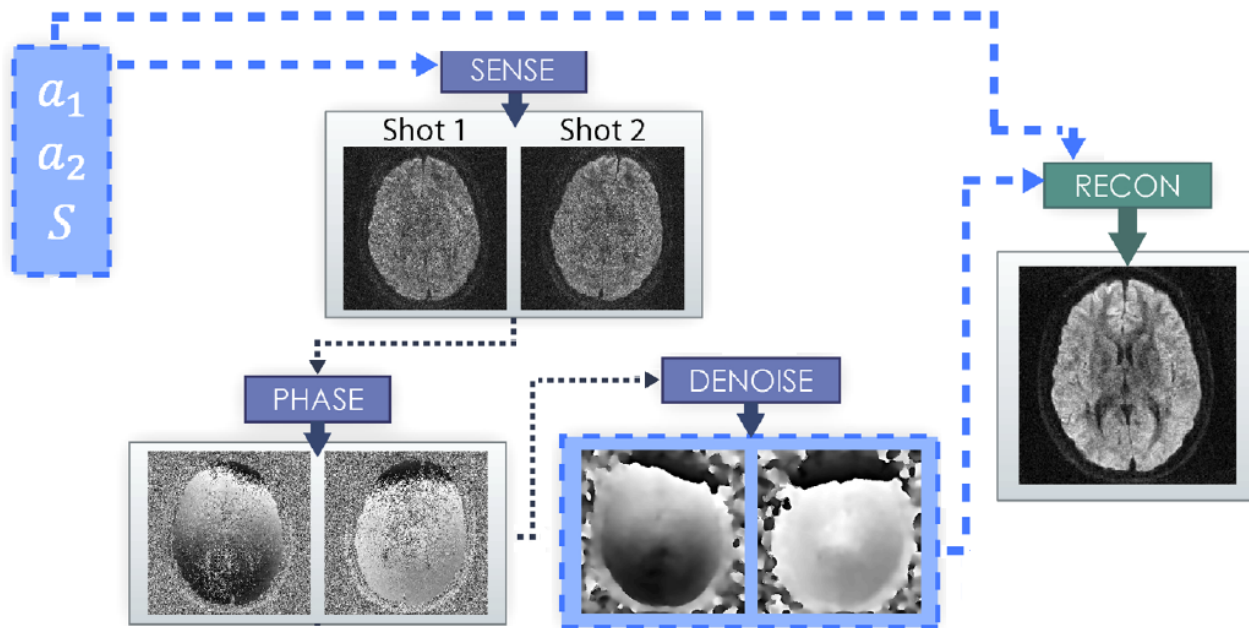 a₁
a₂
S
SENSE
Shot 1 Shot 2
RECON
PHASE
DENOISE